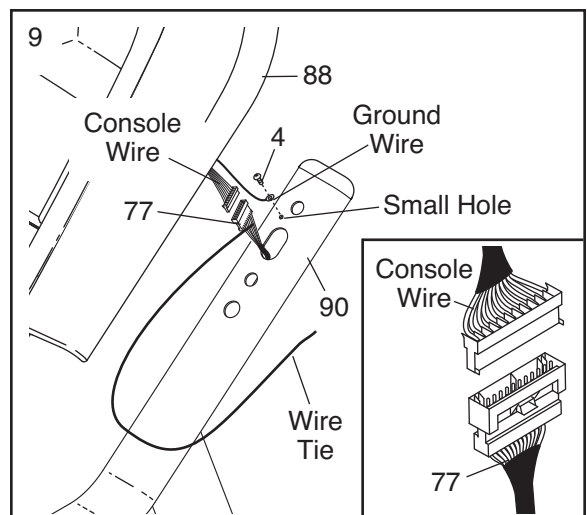 9
88
Console
Wire
4
Ground
Wire
77
Small Hole
90
Wire
Tie
Console
Wire
77